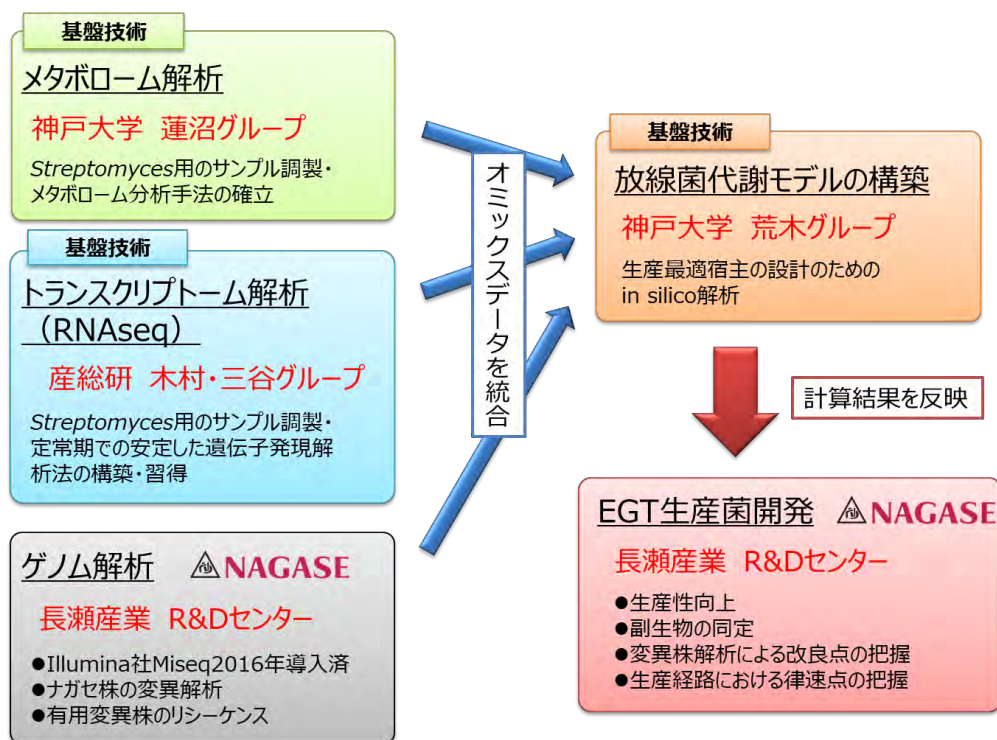 基盤技術
メタボローム解析
神戸大学 蓮沼グループ
Streptomyces用のサンプル調製・
メタボローム分析手法の確立
基盤技術
トランスクリプトーム解析
（RNAseq）
産総研 木村・三谷グループ
Streptomyces用のサンプル調製・
定常期での安定した遺伝子発現解
析法の構築・習得
ゲノム解析 NAGASE
長瀬産業 R&Dセンター
●Illumina社Miseq2016年導入済
●ナガセ株の変異解析
●有用変異株のリシーケンス
オミックスデータを統合
基盤技術
放線菌代謝モデルの構築
神戸大学 荒木グループ
生産最適宿主の設計のための
in silico解析
計算結果を反映
EGT生産菌開発 NAGASE
長瀬産業 R&Dセンター
●生産性向上
●副生物の同定
●変異株解析による改良点の把握
●生産経路における律速点の把握